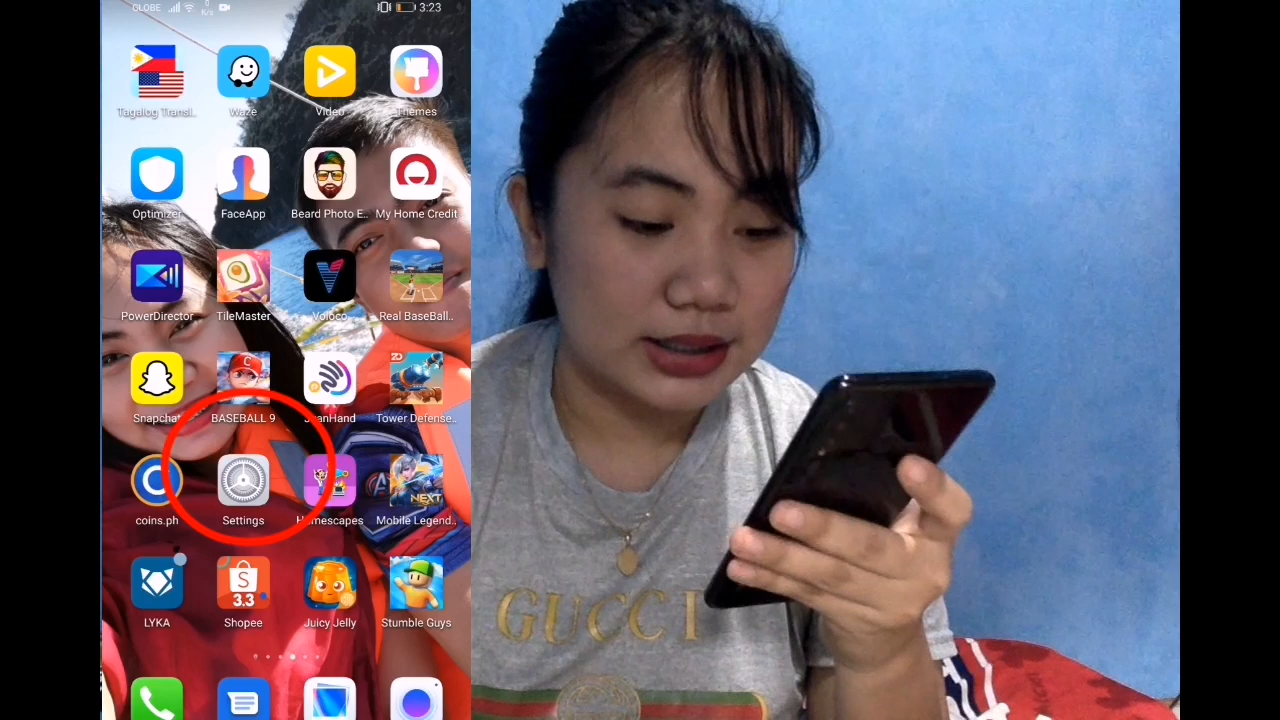 GLOBE 0 K/s 3:23
Tagalog Transl.. Waze Video Themes
Optimizer FaceApp Beard Photo E.. My Home Credit
PowerDirector TileMaster Voloco Real BaseBall..
C ZD
Snapchat BASEBALL 9 Tower Defense..
NEXT
coins.ph Settings Homescapes Mobile Legend..
S
3.3
LYKA Shopee Juicy Jelly Stumble Guys
GUCCI